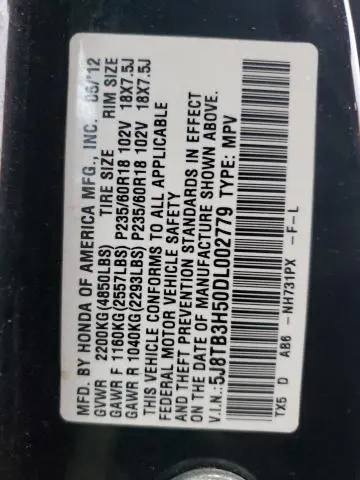 MFD. BY HONDA OF AMERICA MFG., INC. 05/12
GVWR 2200KG(4850LBS) TIRE SIZE RIM SIZE
GAWR F 1160KG(2557LBS) P235/60R18 102V 18X7.5J
GAWR R 1040KG(2293LBS) P235/60R18 102V 18X7.5J
THIS VEHICLE CONFORMS TO ALL APPLICABLE
FEDERAL MOTOR VEHICLE SAFETY
AND THEFT PREVENTION STANDARDS IN EFFECT
ON THE DATE OF MANUFACTURE SHOWN ABOVE.
V.I.N.: 5J8TB3H50DL002779 TYPE: MPV
TX5 D AB6 - NH731PX - F - L